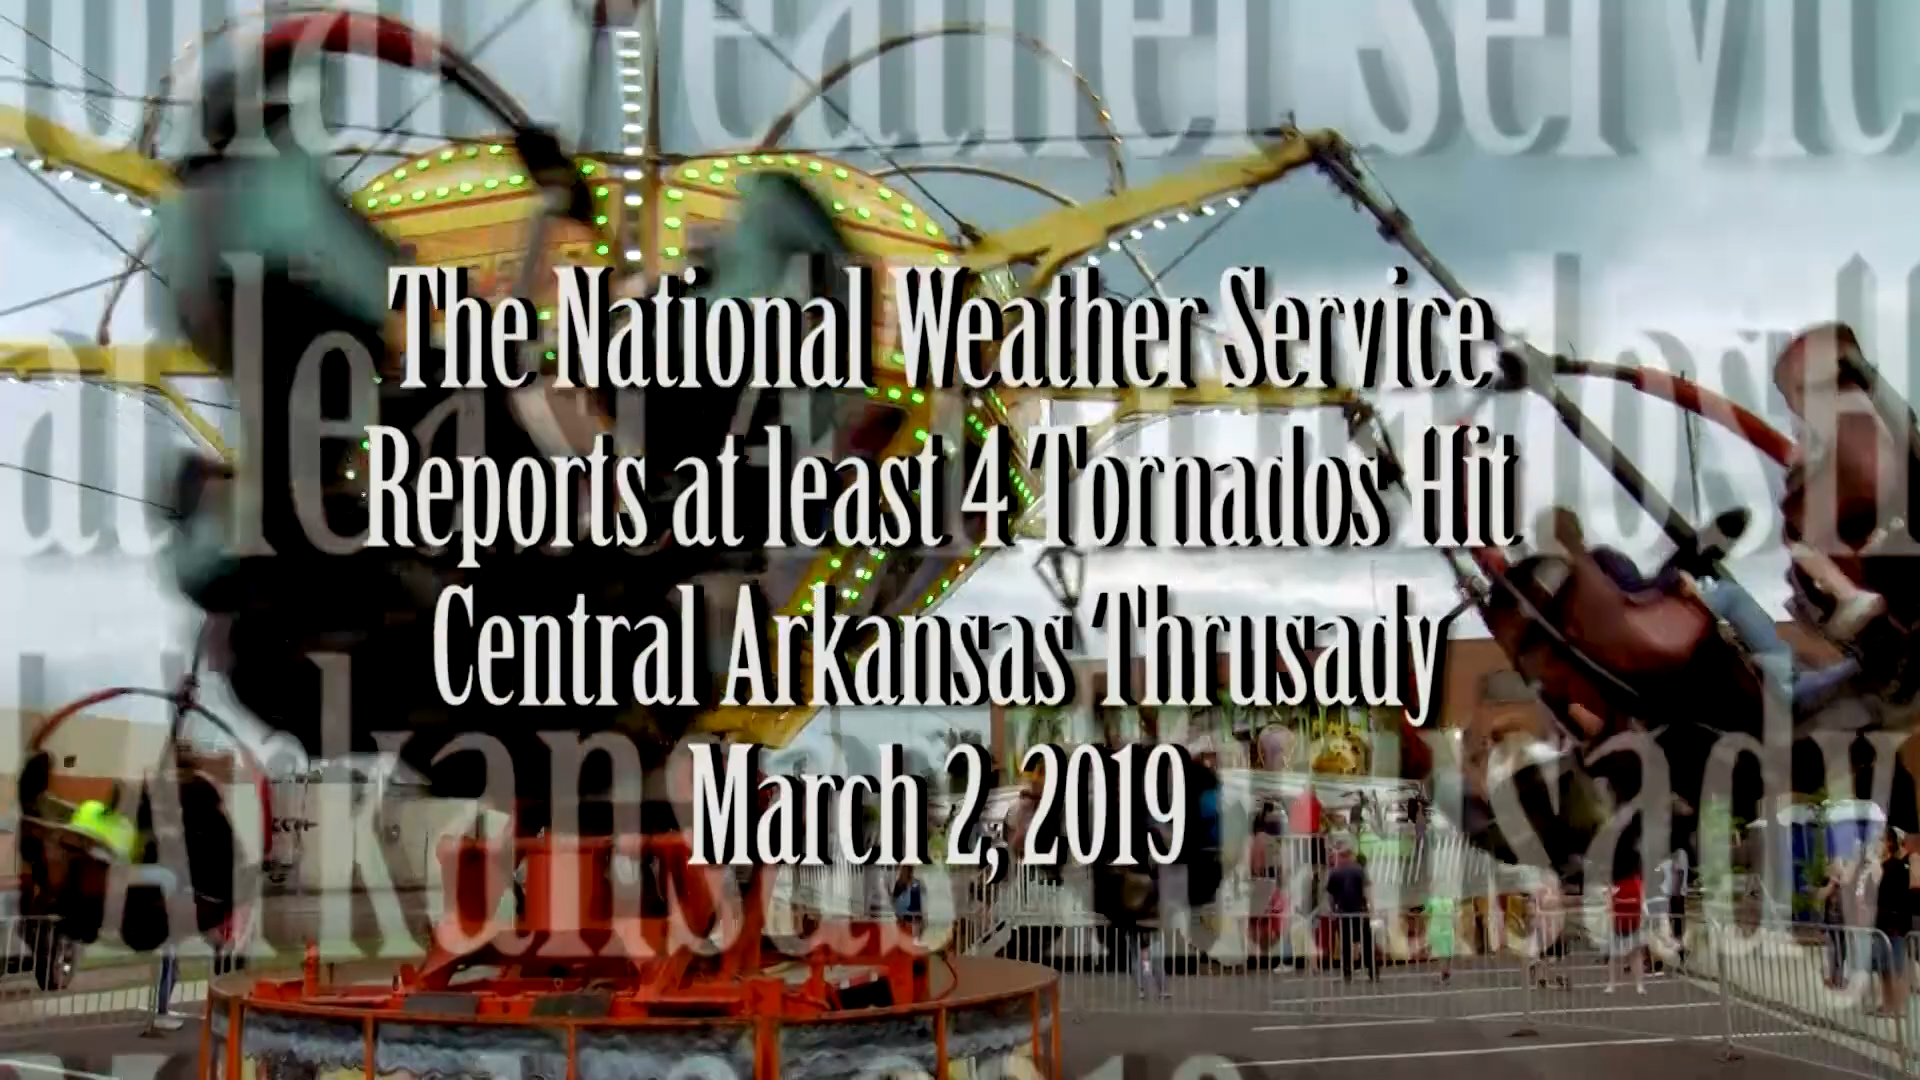 The National Weather Service
Reports at least 4 Tornados Hit
Central Arkansas Thrusady
March 2, 2019